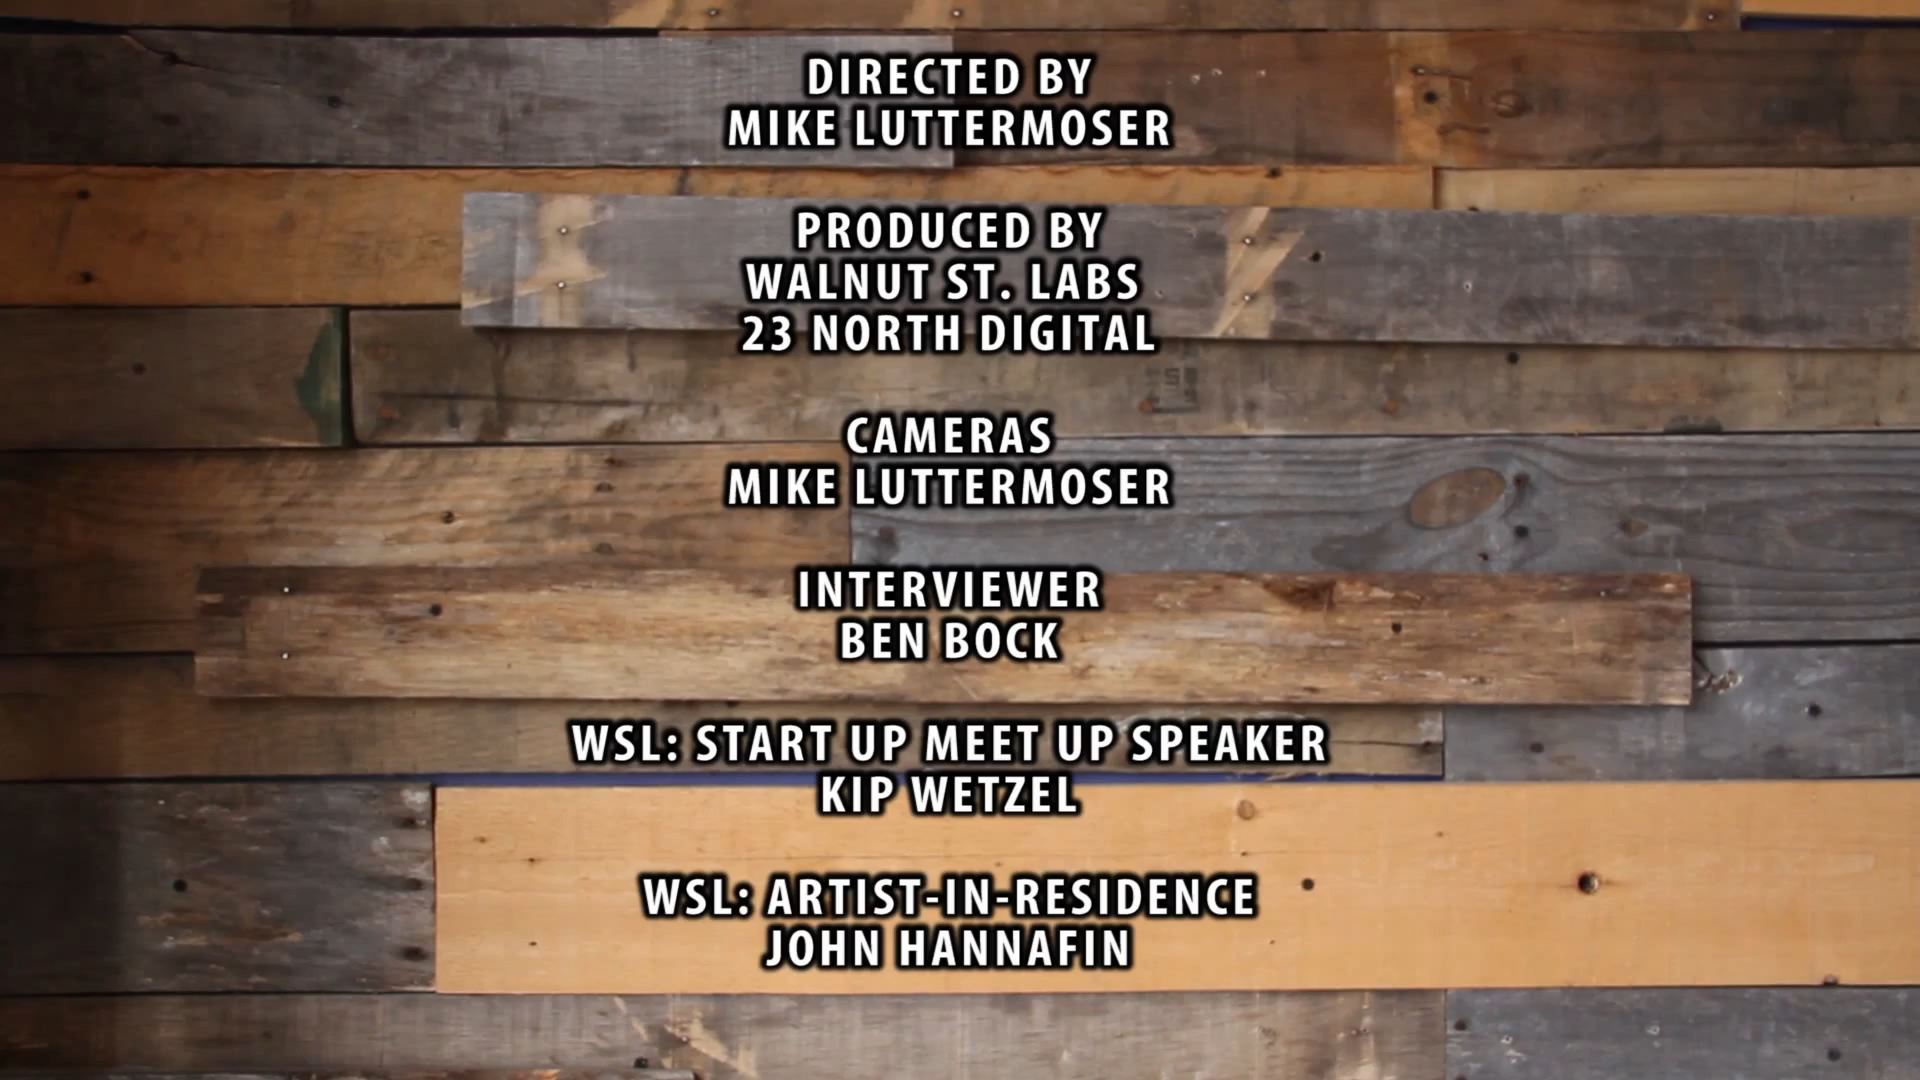 DIRECTED BY
MIKE LUTTERMOSER
PRODUCED BY
WALNUT ST. LABS
23 NORTH DIGITAL
CAMERAS
MIKE LUTTERMOSER
INTERVIEWER
BEN BOCK
WSL: START UP MEET UP SPEAKER
KIP WETZEL
WSL: ARTIST-IN-RESIDENCE
JOHN HANNAFIN